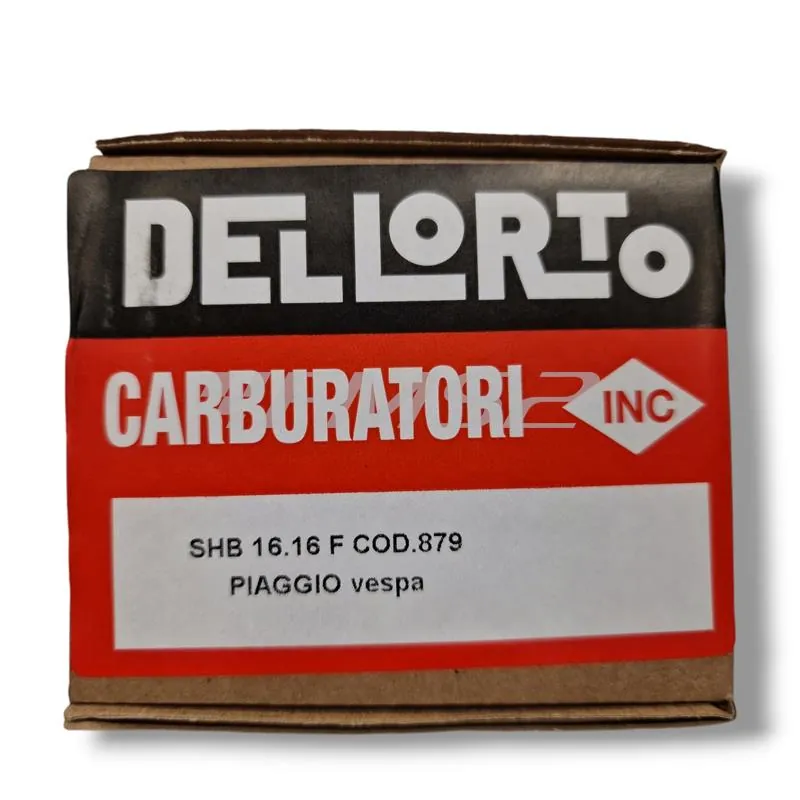 DELLORTO
CARBURATORI INC
SHB 16.16 F COD.879
PIAGGIO vespa